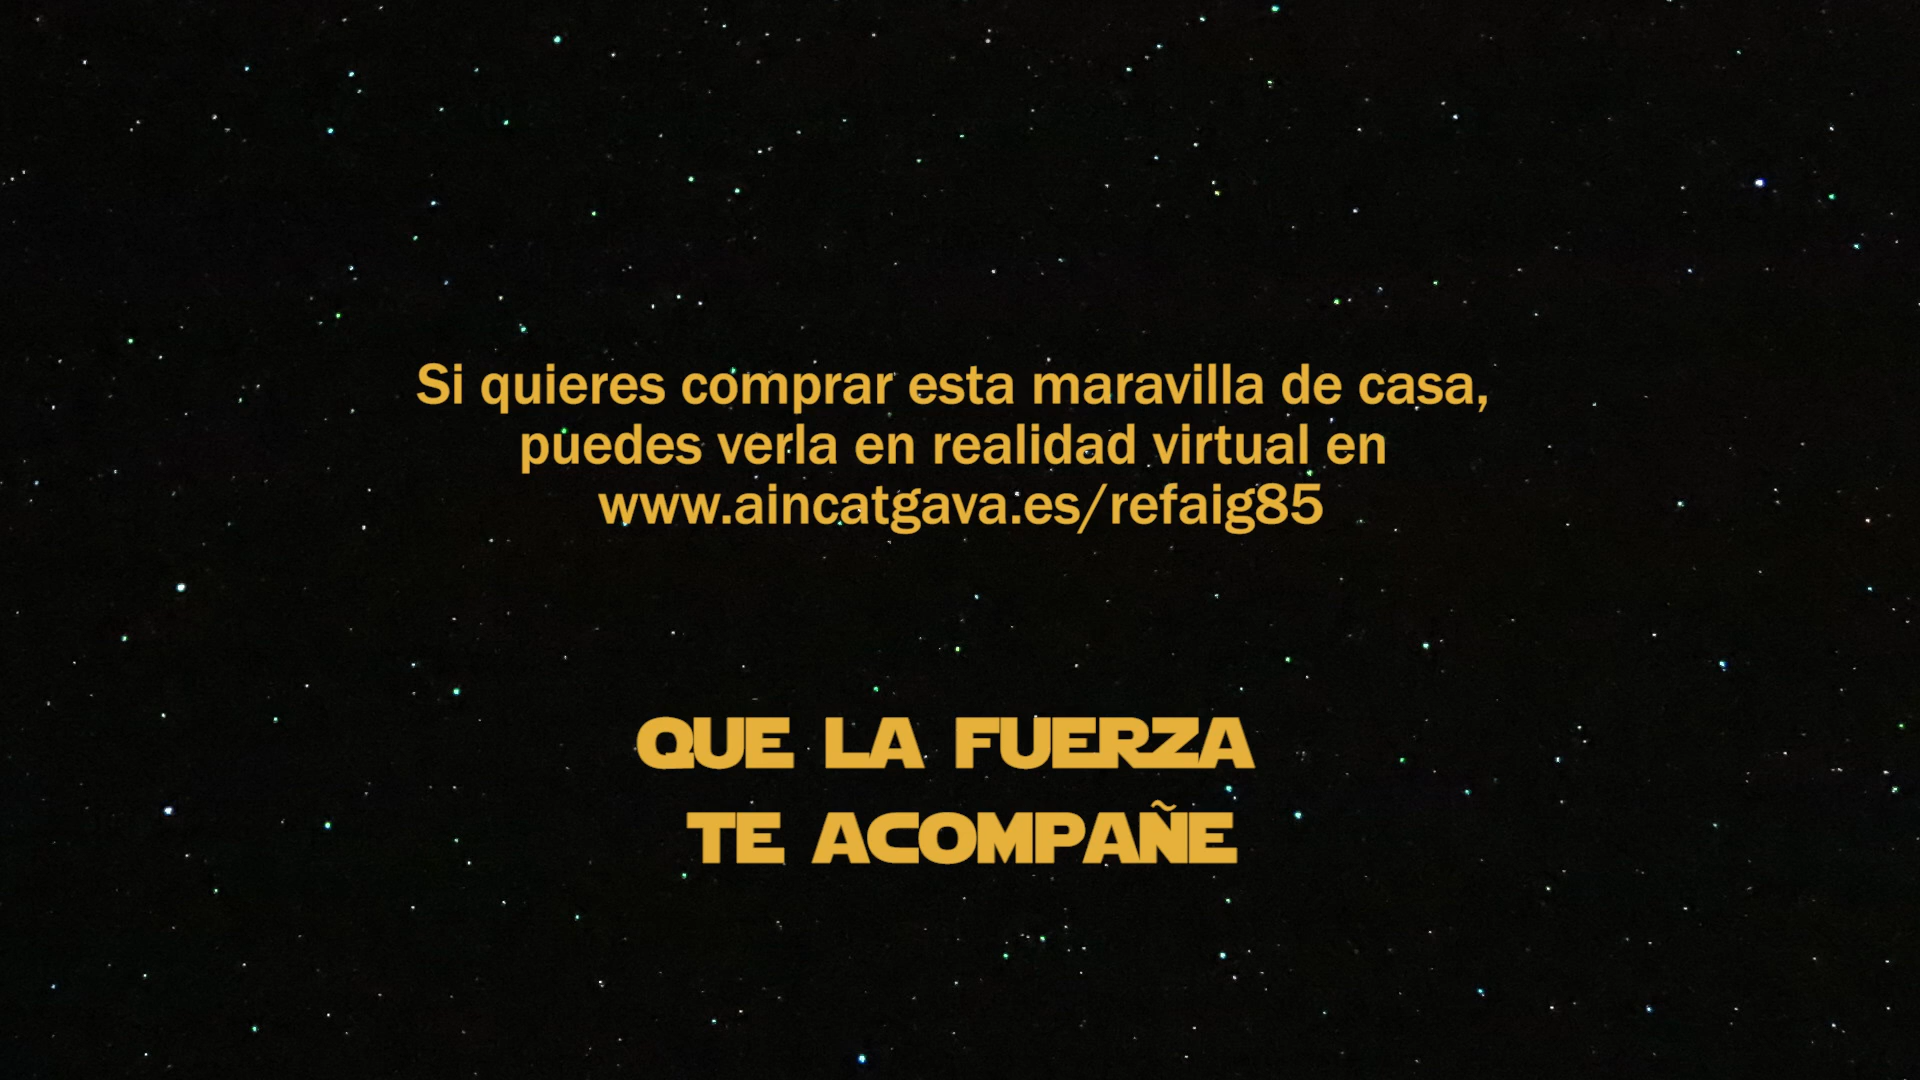 Si quieres comprar esta maravilla de casa,
puedes verla en realidad virtual en
www.aincatgava.es/refaig85
QUE LA FUERZA
TE ACOMPAÑE